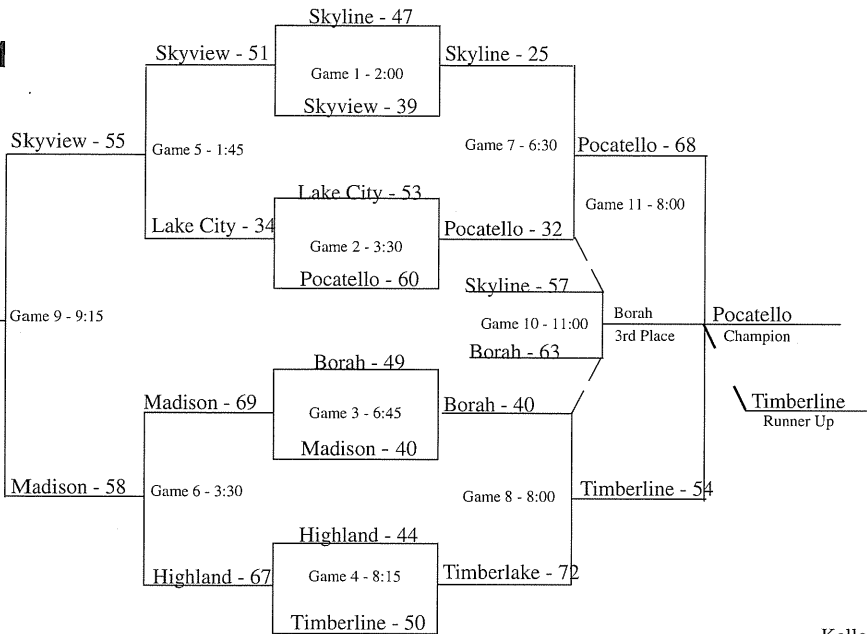 Skyline - 47
Skyview - 51
Skyline - 25
Game 1 - 2:00
Skyview - 39
Skyview - 55
Game 5 - 1:45
Game 7 - 6:30
Pocatello - 68
Lake City - 53
Game 11 - 8:00
Lake City - 34
Pocatello - 32
Game 2 - 3:30
Pocatello - 60
Skyline - 57
Game 9 - 9:15
Game 10 - 11:00
Borah
Pocatello
3rd Place
Champion
Borah - 63
Borah - 49
Madison - 69
Borah - 40
Timberline
Game 3 - 6:45
Runner Up
Madison - 40
Madison - 58
Game 6 - 3:30
Game 8 - 8:00
Timberline - 54
Highland - 44
Highland - 67
Game 4 - 8:15
Timberlake - 72
Timberline - 50